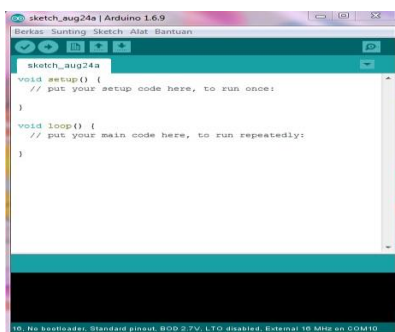 sketch_aug24a | Arduino 1.6.9
Berkas Sunting Sketch Alat Bantuan
sketch_aug24a
void setup() {
// put your setup code here, to run once:
}
void loop() {
// put your main code here, to run repeatedly:
}
16, No bootloader, Standard pinout, BOD 2.7V, LTO disabled, External 16 MHz on COM10